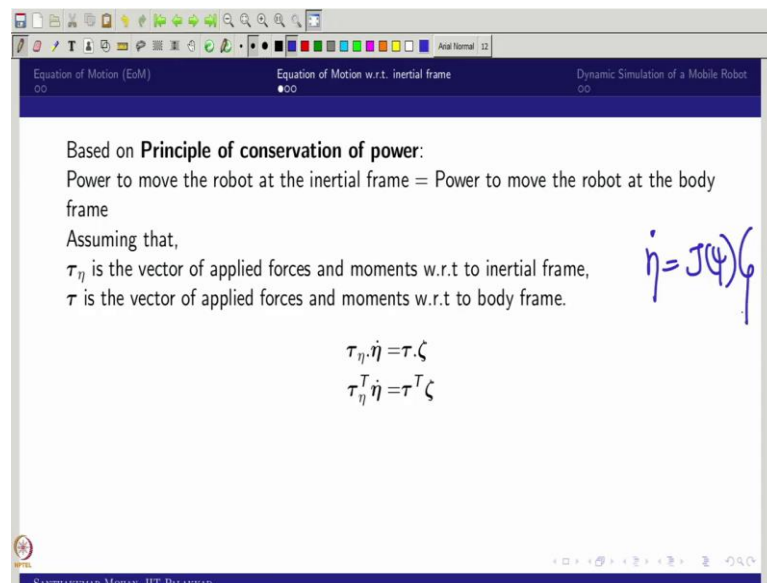 Arial Normal 12
Equation of Motion (EoM)
Equation of Motion w.r.t. inertial frame
Dynamic Simulation of a Mobile Robot
Based on Principle of conservation of power:
Power to move the robot at the inertial frame = Power to move the robot at the body
frame
Assuming that,
τ_η is the vector of applied forces and moments w.r.t to inertial frame,
τ is the vector of applied forces and moments w.r.t to body frame.
η̇ = J(ψ)ζ
τ_η.η̇ =τ.ζ
τ_η^T η̇ =τ^T ζ
NPTEL